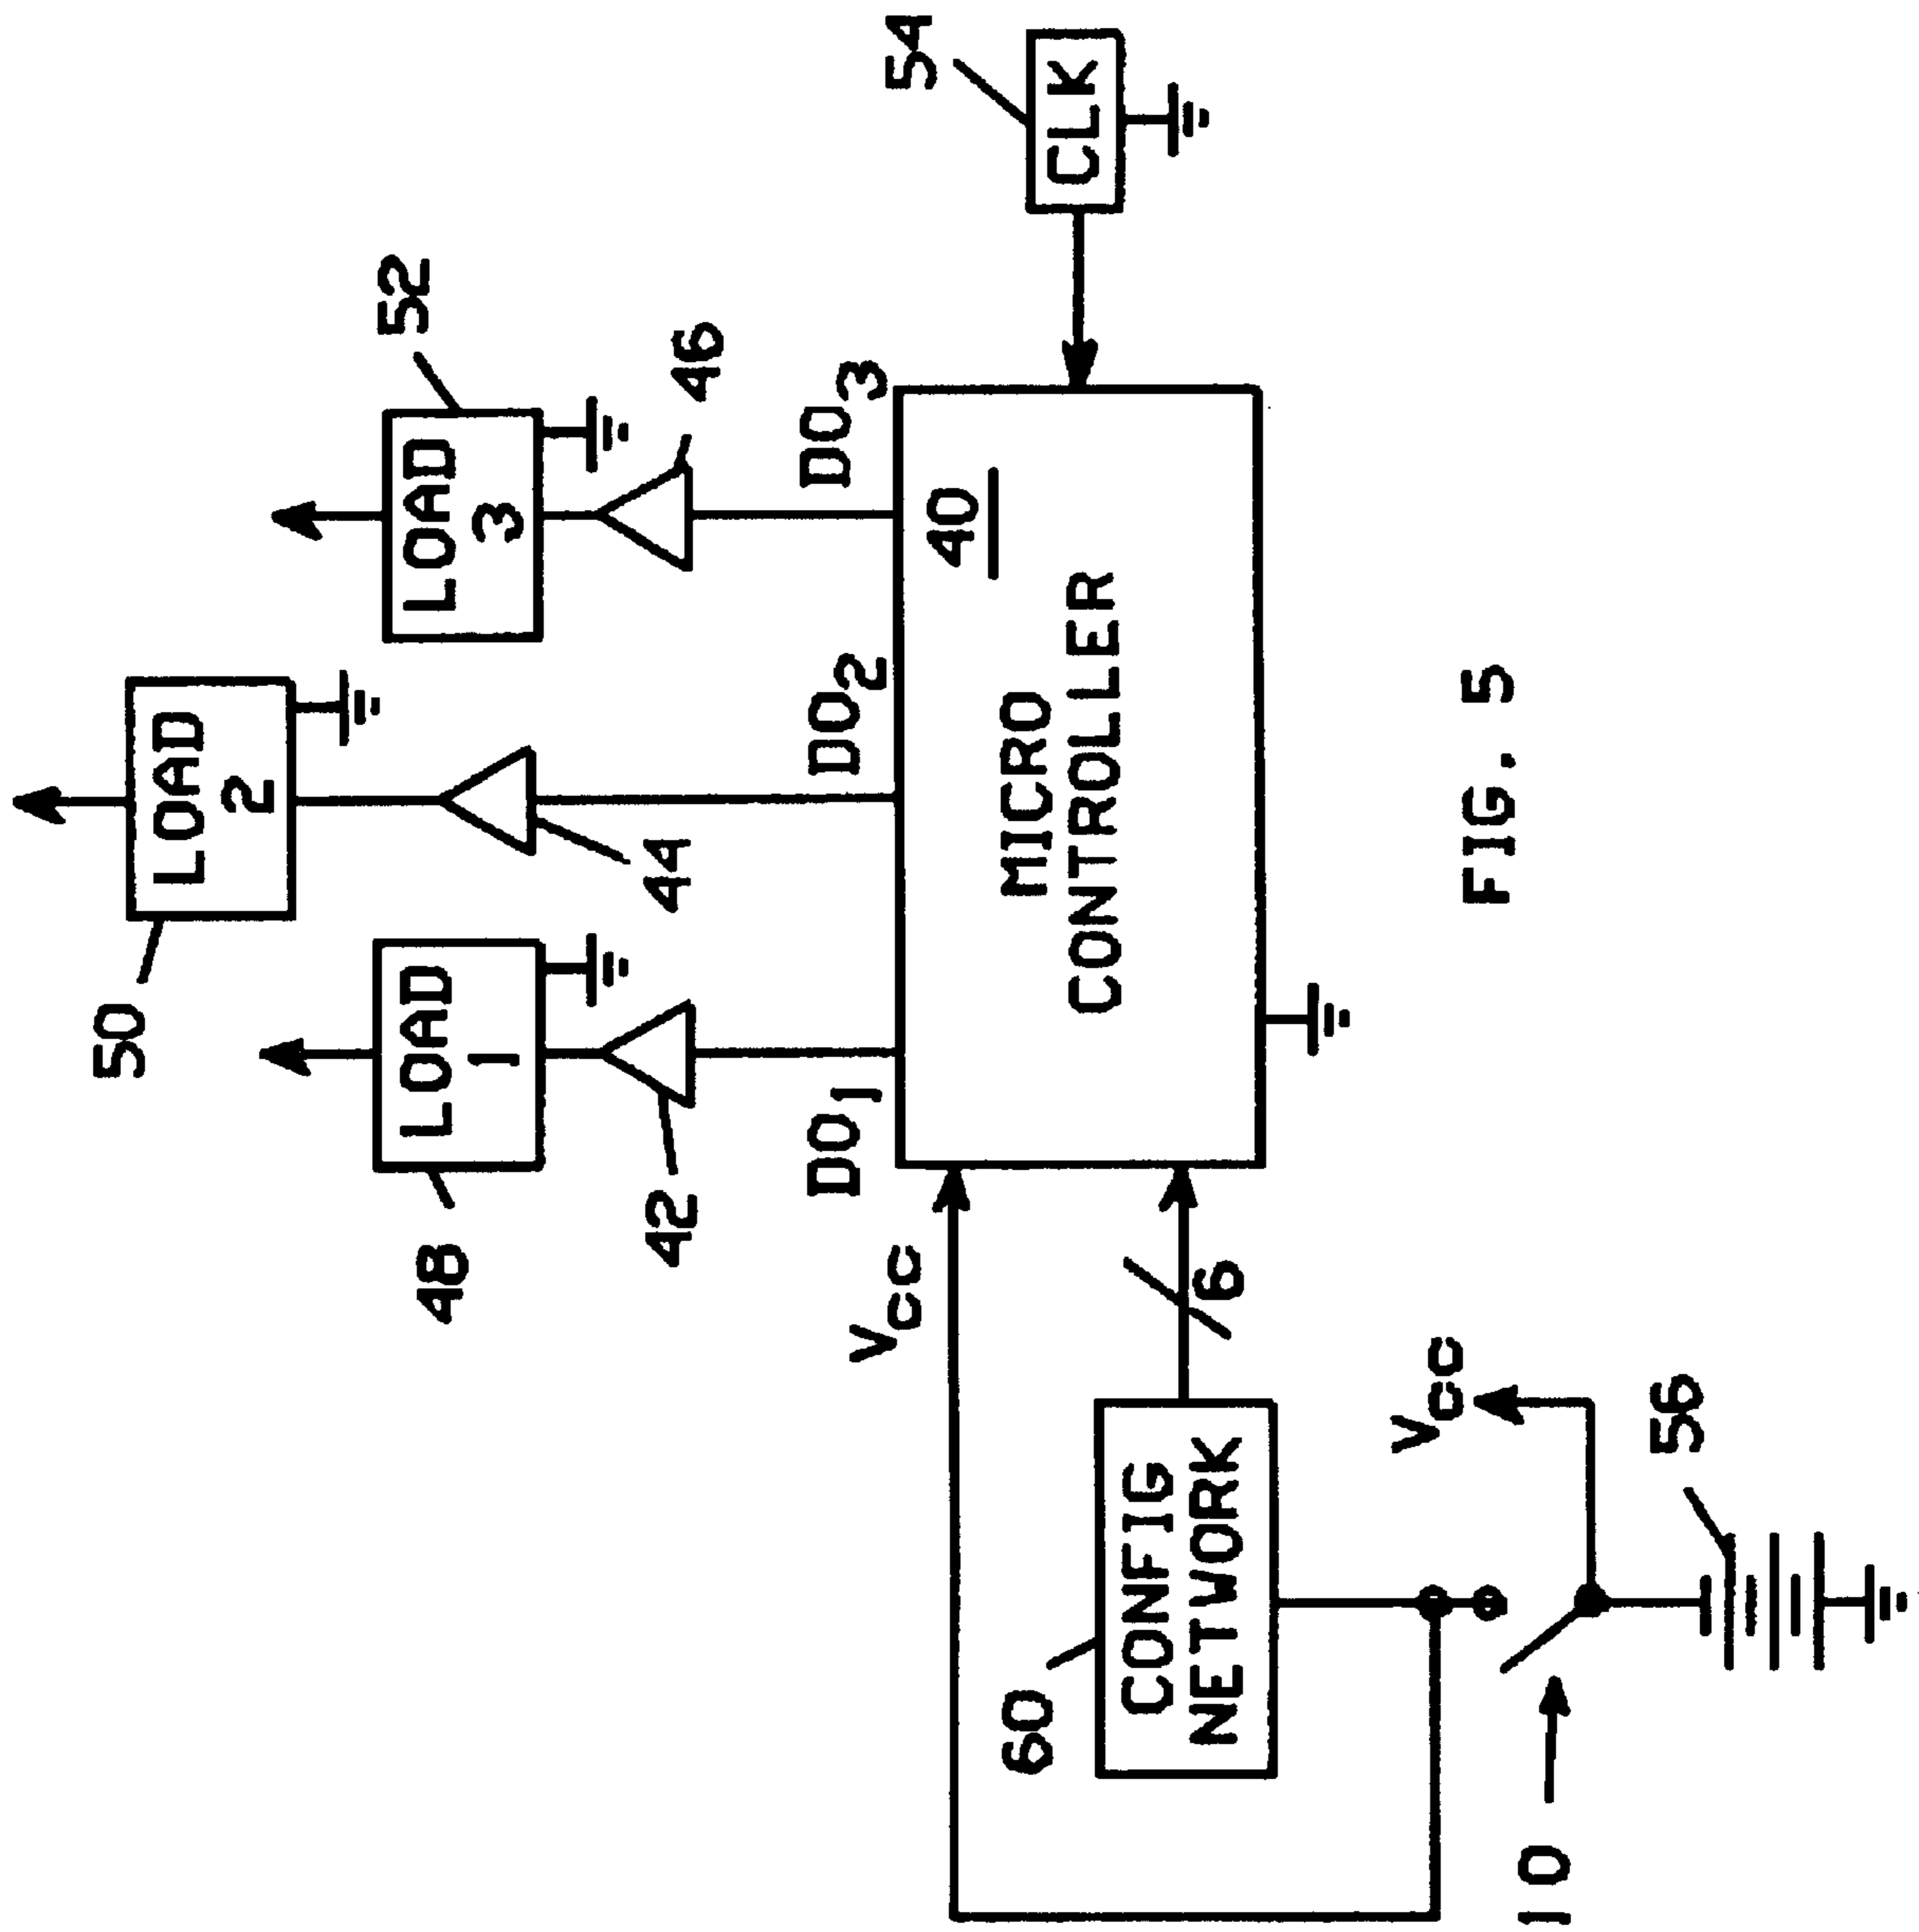 50
LOAD
2
54
52
LOAD
3
CLK
48
LOAD
1
44
46
42
DO1
DO2
DO3
Vcc
40
MICRO
CONTROLLER
60
CONFIG
NETWORK
6
Vcc
10
56
FIG. 5